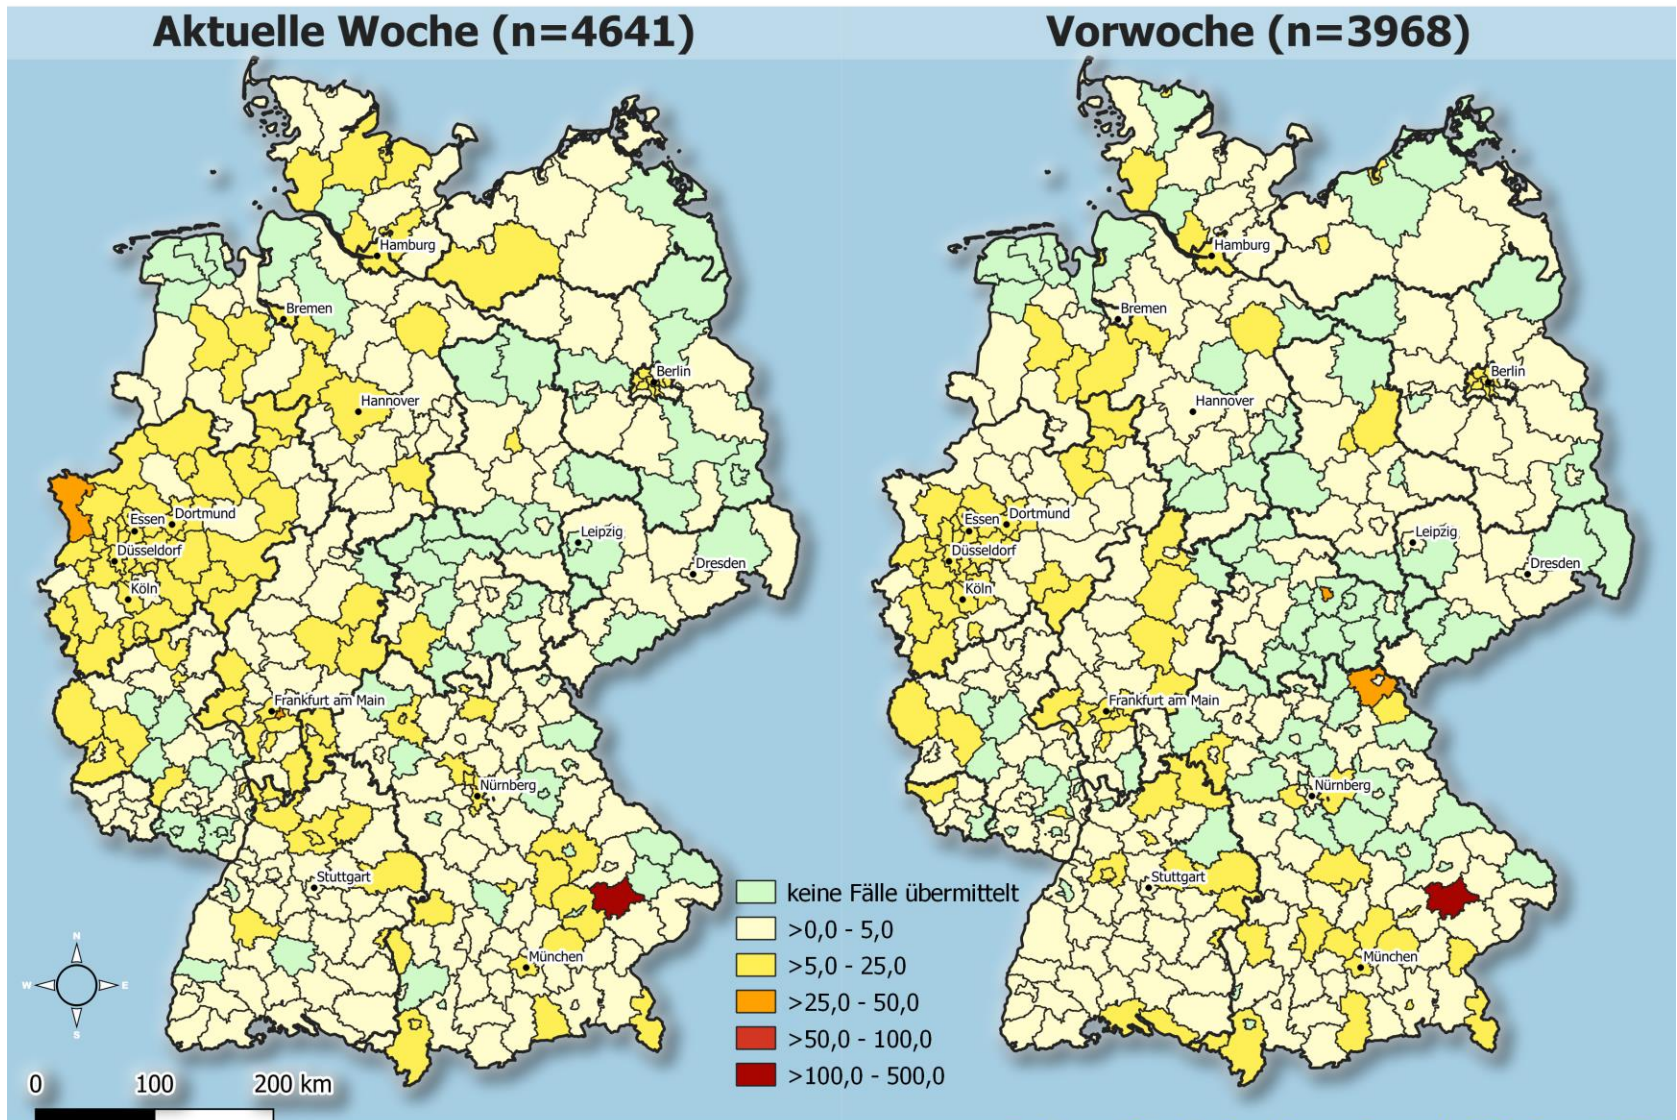 Aktuelle Woche (n=4641)
Vorwoche (n=3968)
Hamburg
Bremen
Berlin
Hannover
Essen
Dortmund
Düsseldorf
Leipzig
Köln
Dresden
Frankfurt am Main
Nürnberg
Stuttgart
München
Hamburg
Bremen
Berlin
Hannover
Essen
Dortmund
Düsseldorf
Leipzig
Köln
Dresden
Frankfurt am Main
Nürnberg
Stuttgart
München
keine Fälle übermittelt
>0,0 - 5,0
>5,0 - 25,0
>25,0 - 50,0
>50,0 - 100,0
>100,0 - 500,0
N
W E
S
0 100 200 km